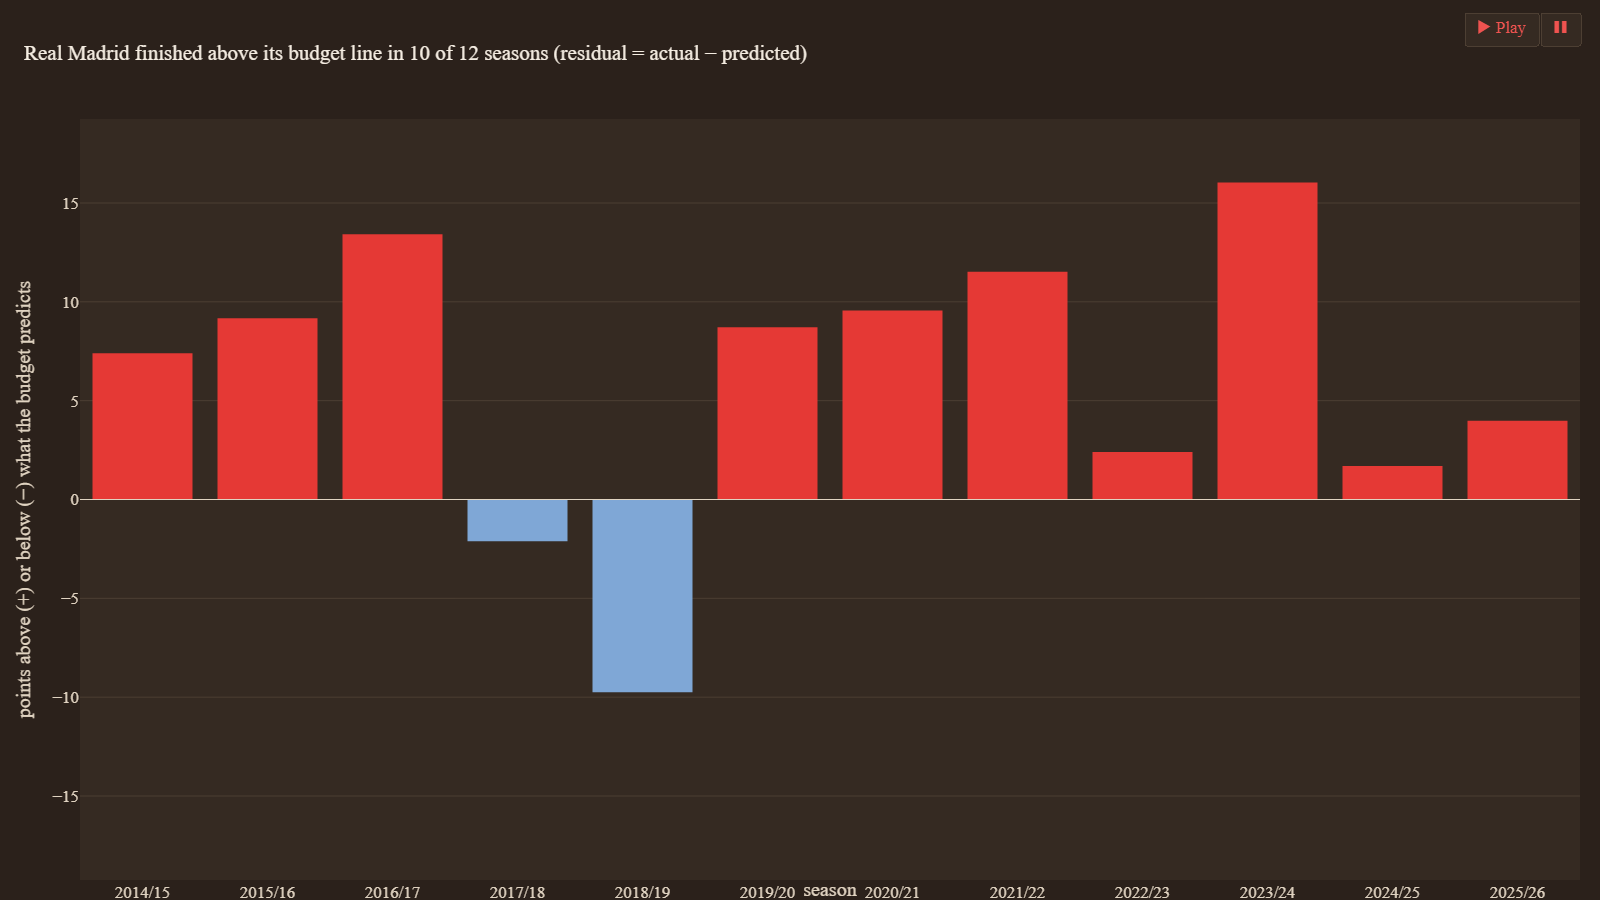 Play
Real Madrid finished above its budget line in 10 of 12 seasons (residual = actual − predicted)
points above (+) or below (−) what the budget predicts
15
10
5
0
−5
−10
−15
2014/15 2015/16 2016/17 2017/18 2018/19 2019/20 2020/21 2021/22 2022/23 2023/24 2024/25 2025/26
season